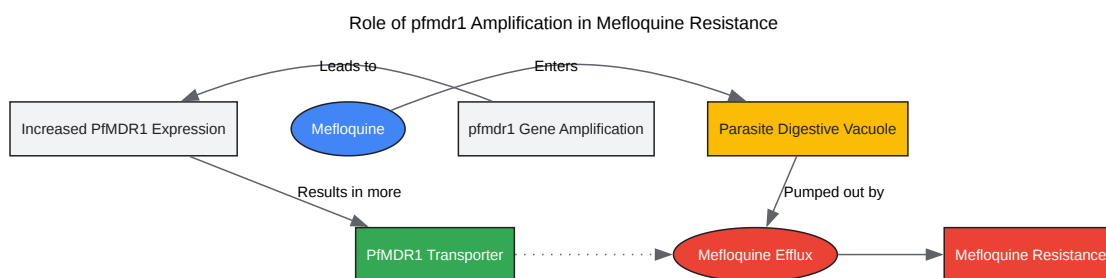 Role of pfmdr1 Amplification in Mefloquine Resistance
Leads to
Enters
Increased PfMDR1 Expression
Mefloquine
pfmdr1 Gene Amplification
Parasite Digestive Vacuole
Results in more
Pumped out by
PfMDR1 Transporter
Mefloquine Efflux
Mefloquine Resistance